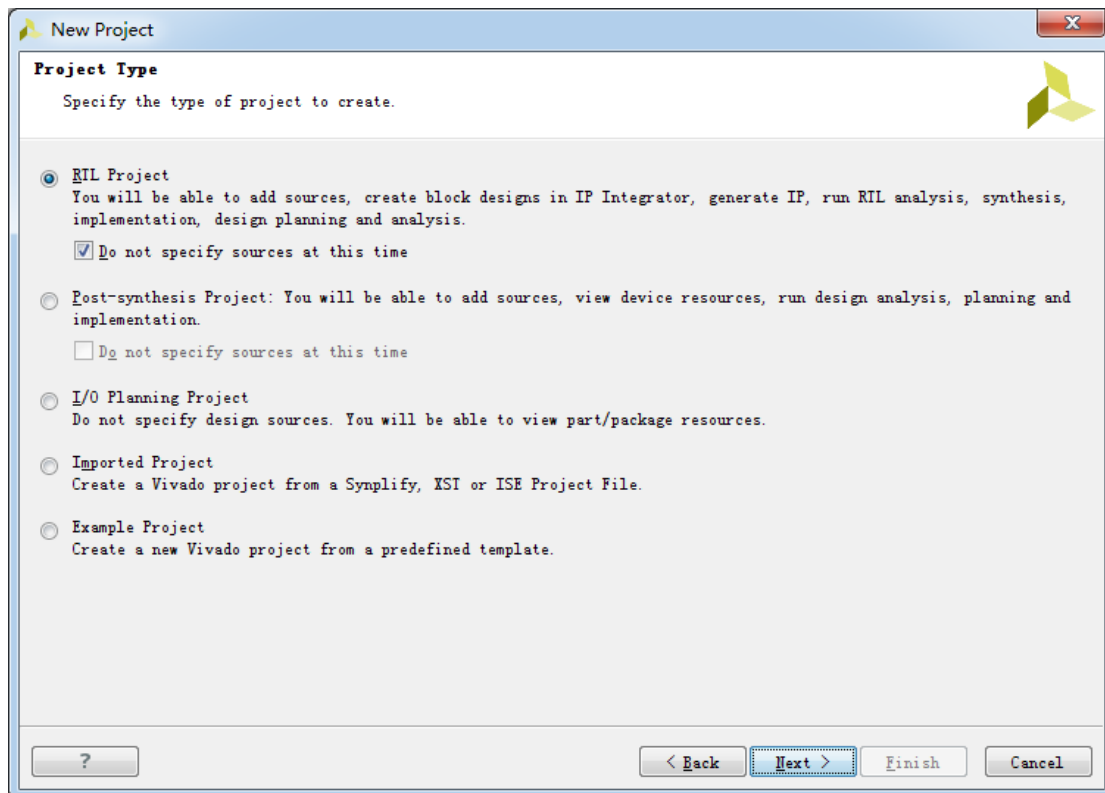 New Project
Project Type
Specify the type of project to create.
RTL Project
You will be able to add sources, create block designs in IP Integrator, generate IP, run RTL analysis, synthesis,
implementation, design planning and analysis.
Do not specify sources at this time
Post-synthesis Project: You will be able to add sources, view device resources, run design analysis, planning and
implementation.
Do not specify sources at this time
I/O Planning Project
Do not specify design sources. You will be able to view part/package resources.
Imported Project
Create a Vivado project from a Synplify, XST or ISE Project File.
Example Project
Create a new Vivado project from a predefined template.
? < Back Next > Finish Cancel